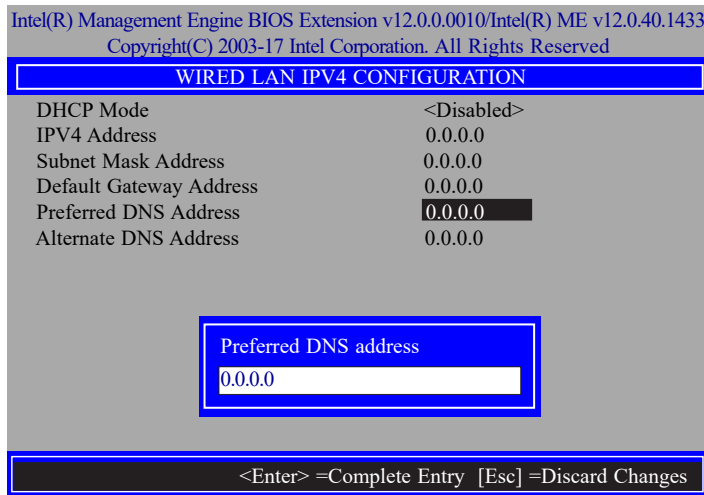 Intel(R) Management Engine BIOS Extension v12.0.0.0010/Intel(R) ME v12.0.40.1433
Copyright(C) 2003-17 Intel Corporation. All Rights Reserved
WIRED LAN IPV4 CONFIGURATION
DHCP Mode <Disabled>
IPV4 Address 0.0.0.0
Subnet Mask Address 0.0.0.0
Default Gateway Address 0.0.0.0
Preferred DNS Address 0.0.0.0
Alternate DNS Address 0.0.0.0
Preferred DNS address
0.0.0.0
<Enter> =Complete Entry [Esc] =Discard Changes